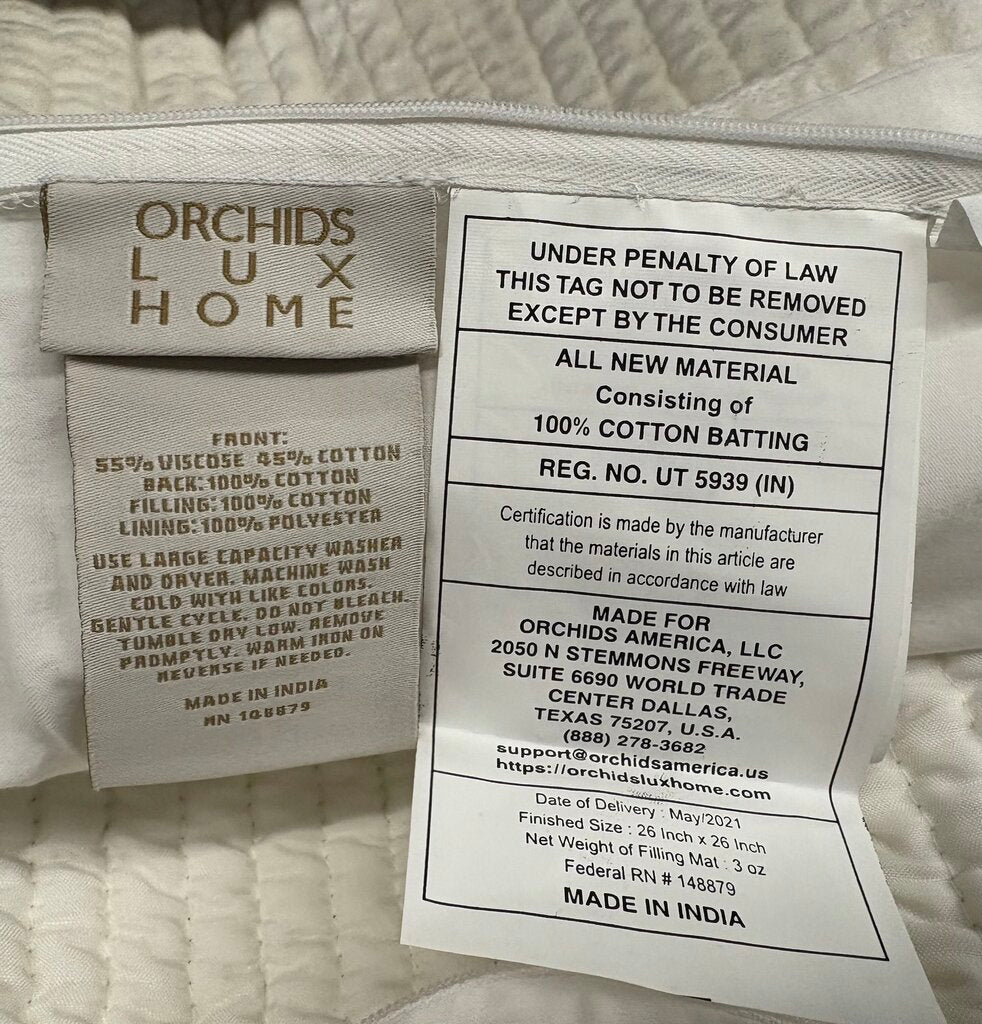 ORCHIDS
LUX
HOME
FRONT:
55% VISCOSE 45% COTTON
BACK:100% COTTON
FILLING:100% COTTON
LINING:100% POLYESTER
USE LARGE CAPACITY WASHER
AND DRYER. MACHINE WASH
COLD WITH LIKE COLORS.
GENTLE CYCLE. DO NOT BLEACH.
TUMBLE DRY LOW. REMOVE
PROMPTLY. WARM IRON ON
REVERSE IF NEEDED.
MADE IN INDIA
RN 148879
UNDER PENALTY OF LAW
THIS TAG NOT TO BE REMOVED
EXCEPT BY THE CONSUMER
ALL NEW MATERIAL
Consisting of
100% COTTON BATTING
REG. NO. UT 5939 (IN)
Certification is made by the manufacturer
that the materials in this article are
described in accordance with law
MADE FOR
ORCHIDS AMERICA, LLC
2050 N STEMMONS FREEWAY,
SUITE 6690 WORLD TRADE
CENTER DALLAS,
TEXAS 75207, U.S.A.
(888) 278-3682
support@orchidsamerica.us
https://orchidsluxhome.com
Date of Delivery : May/2021
Finished Size : 26 Inch x 26 Inch
Net Weight of Filling Mat : 3 oz
Federal RN # 148879
MADE IN INDIA